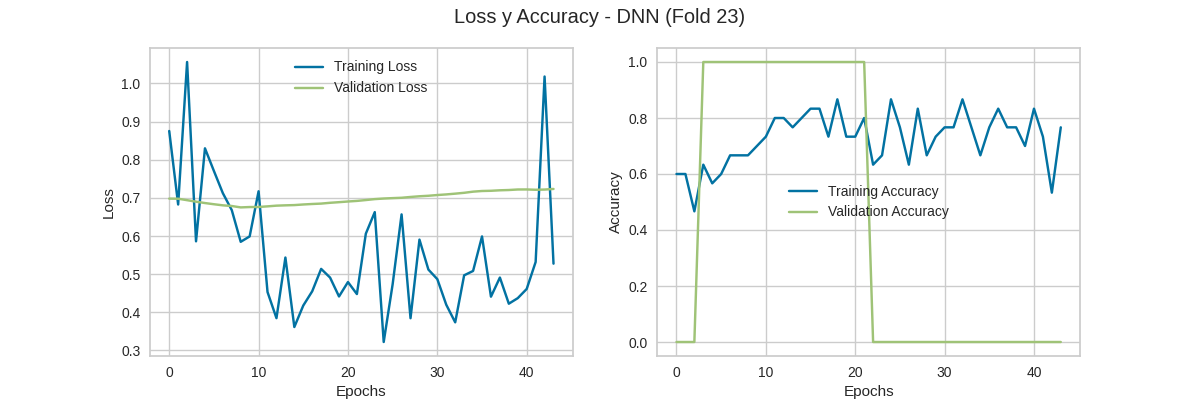 Loss y Accuracy - DNN (Fold 23)
Training Loss
Validation Loss
1.0
0.9
0.8
0.7
0.6
0.5
0.4
0.3
Loss
0 10 20 30 40
Epochs
1.0
0.8
0.6
0.4
0.2
0.0
Accuracy
Training Accuracy
Validation Accuracy
0 10 20 30 40
Epochs